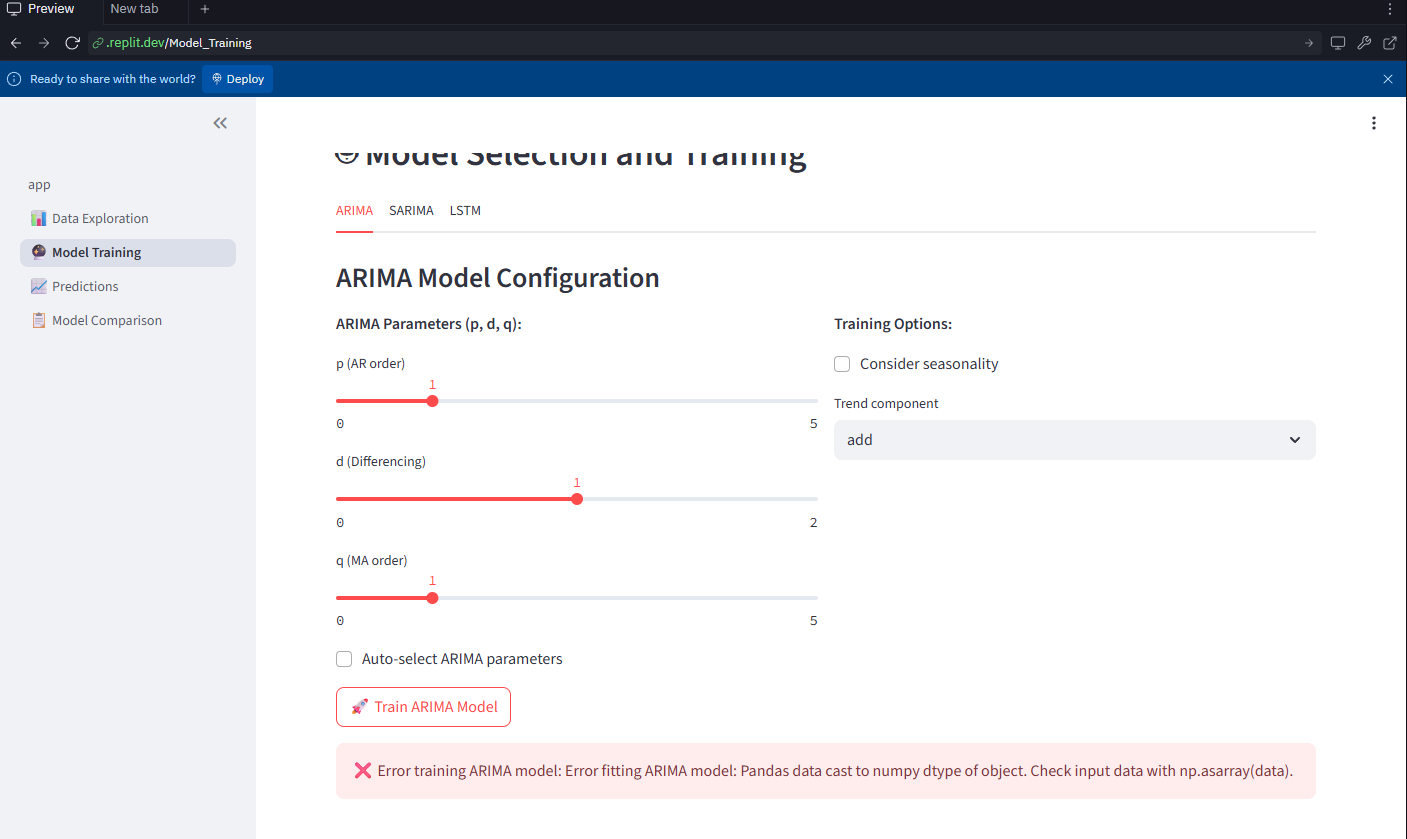 Preview
New tab
.replit.dev/Model_Training
Ready to share with the world?
Deploy
app
Data Exploration
Model Training
Predictions
Model Comparison
Model Selection and Training
ARIMA SARIMA LSTM
ARIMA Model Configuration
ARIMA Parameters (p, d, q):
p (AR order)
1
0 5
d (Differencing)
1
0 2
q (MA order)
1
0 5
Auto-select ARIMA parameters
Training Options:
Consider seasonality
Trend component
add
Train ARIMA Model
Error training ARIMA model: Error fitting ARIMA model: Pandas data cast to numpy dtype of object. Check input data with np.asarray(data).